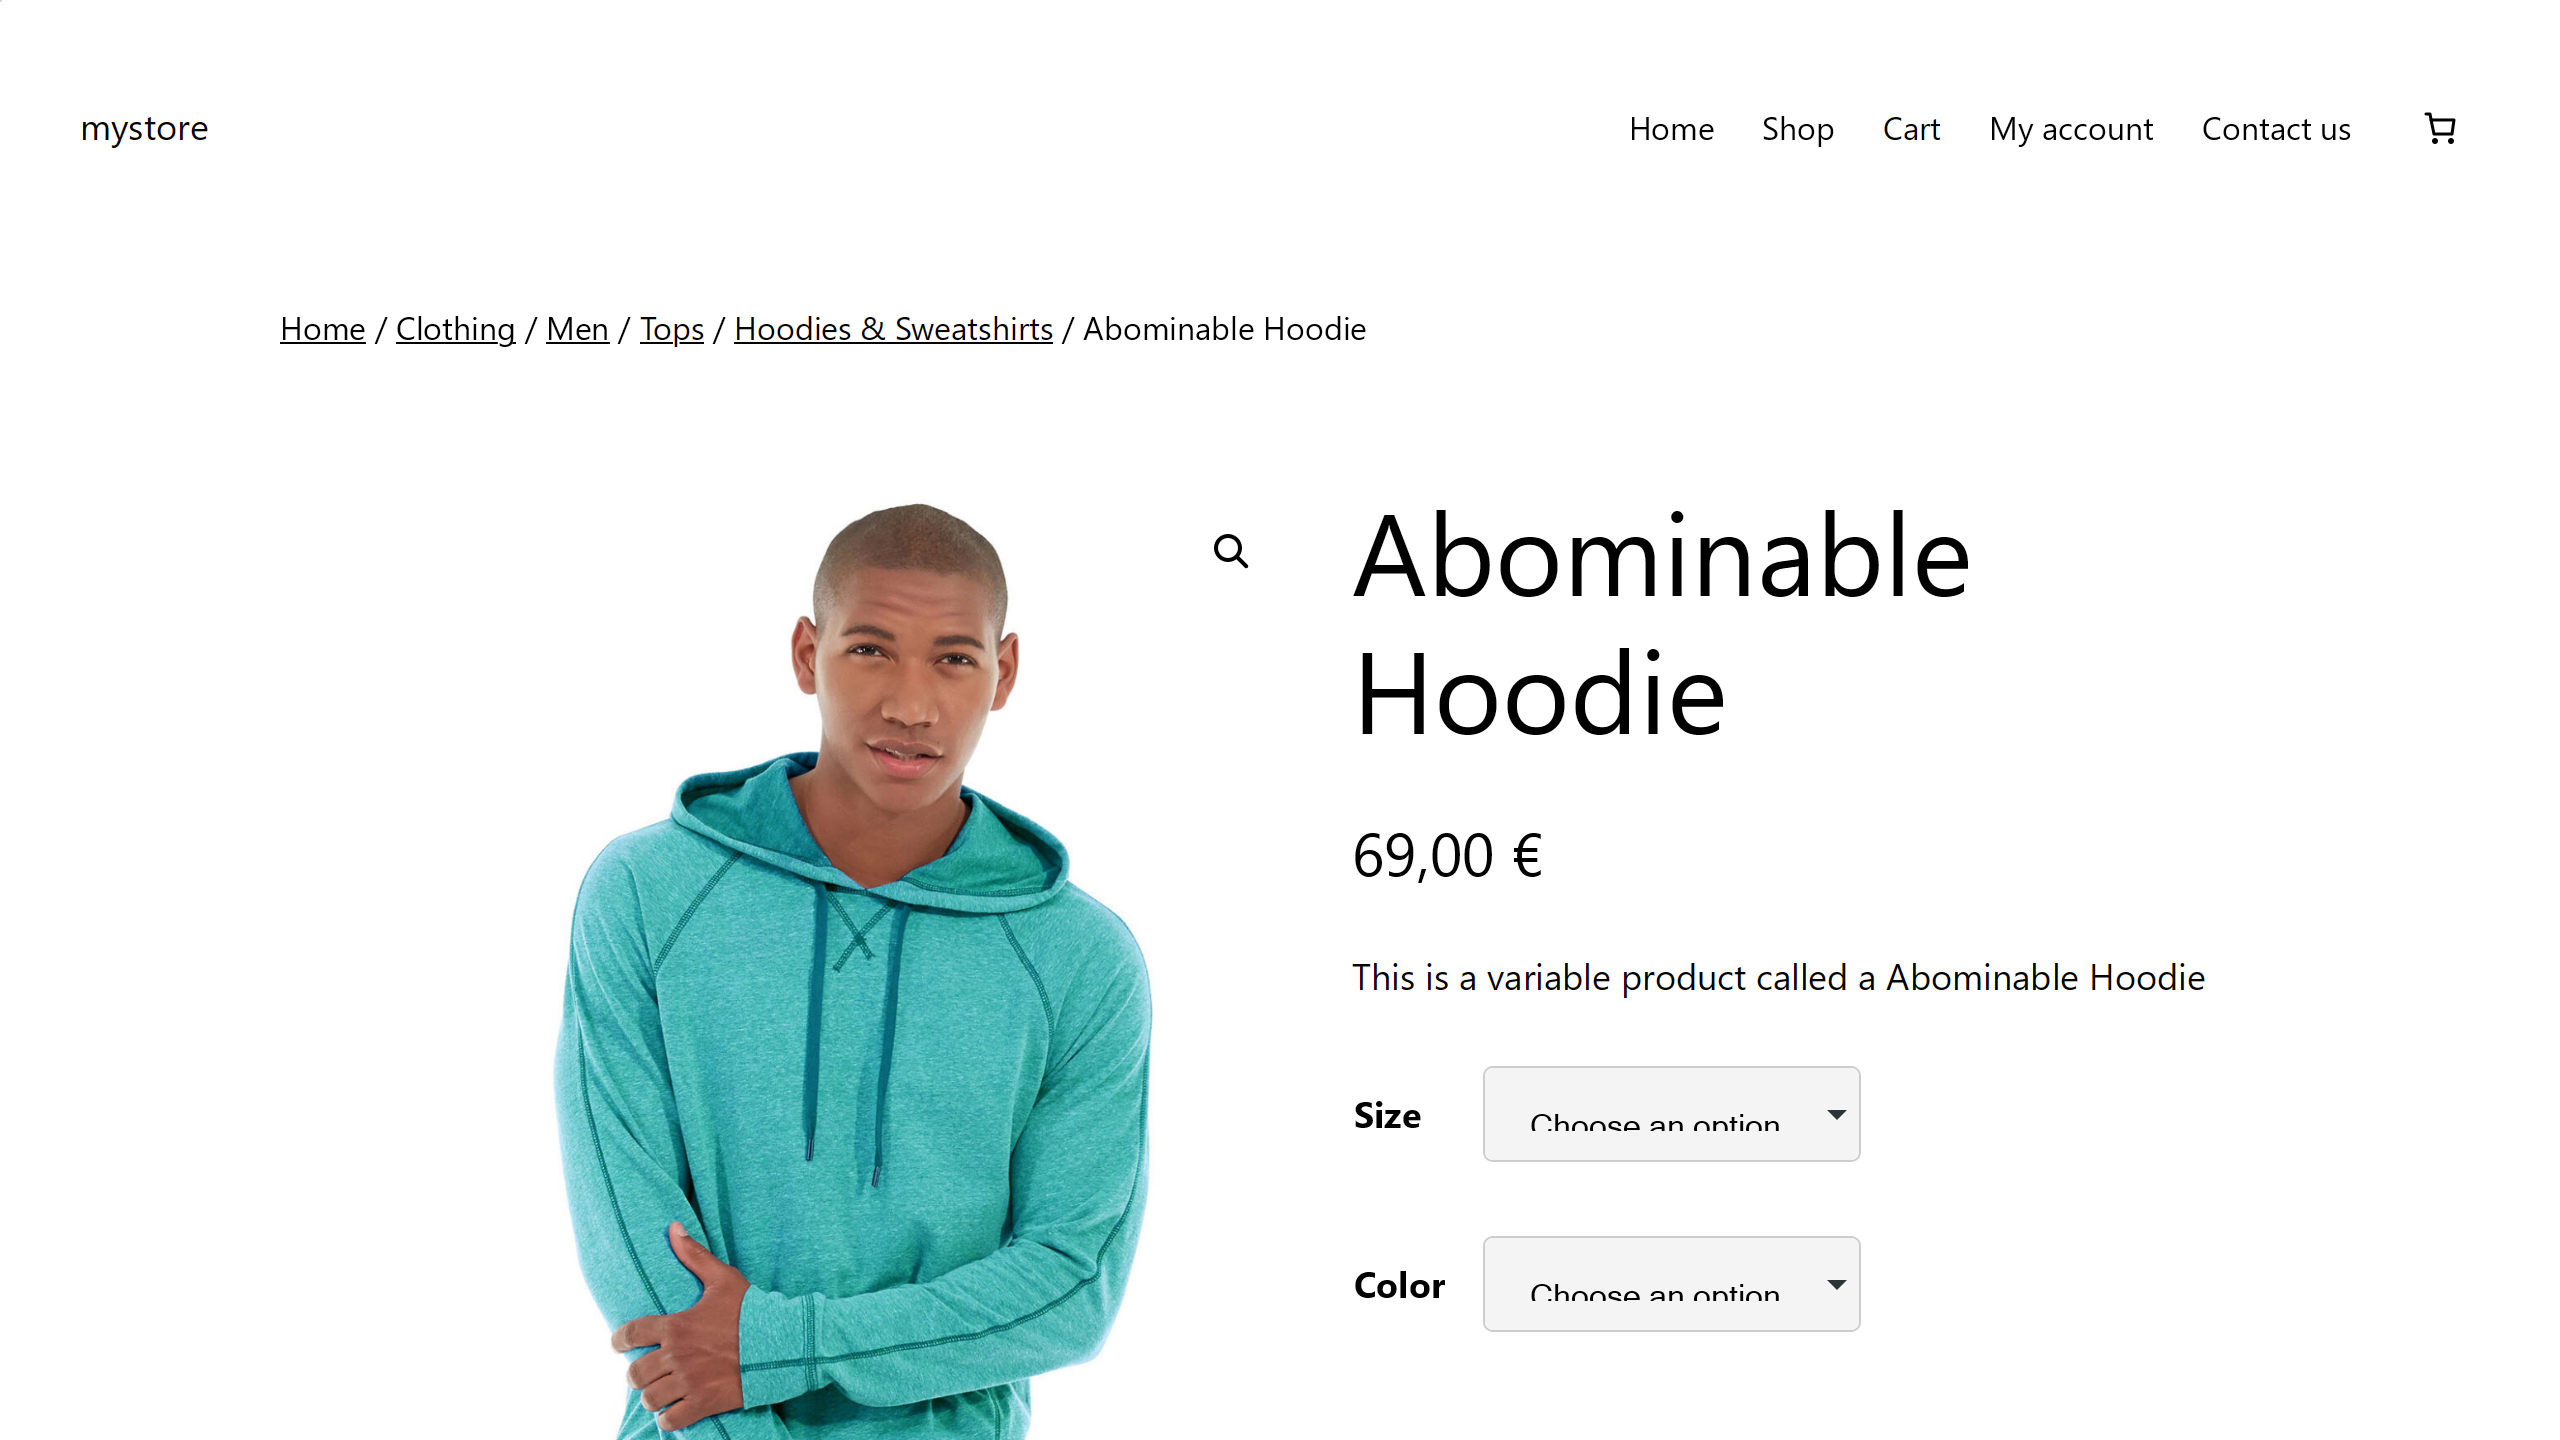 mystore
Home Shop Cart My account Contact us
Home / Clothing / Men / Tops / Hoodies & Sweatshirts / Abominable Hoodie
Abominable
Hoodie
69,00 €
This is a variable product called a Abominable Hoodie
Size Choose an option
Color Choose an option